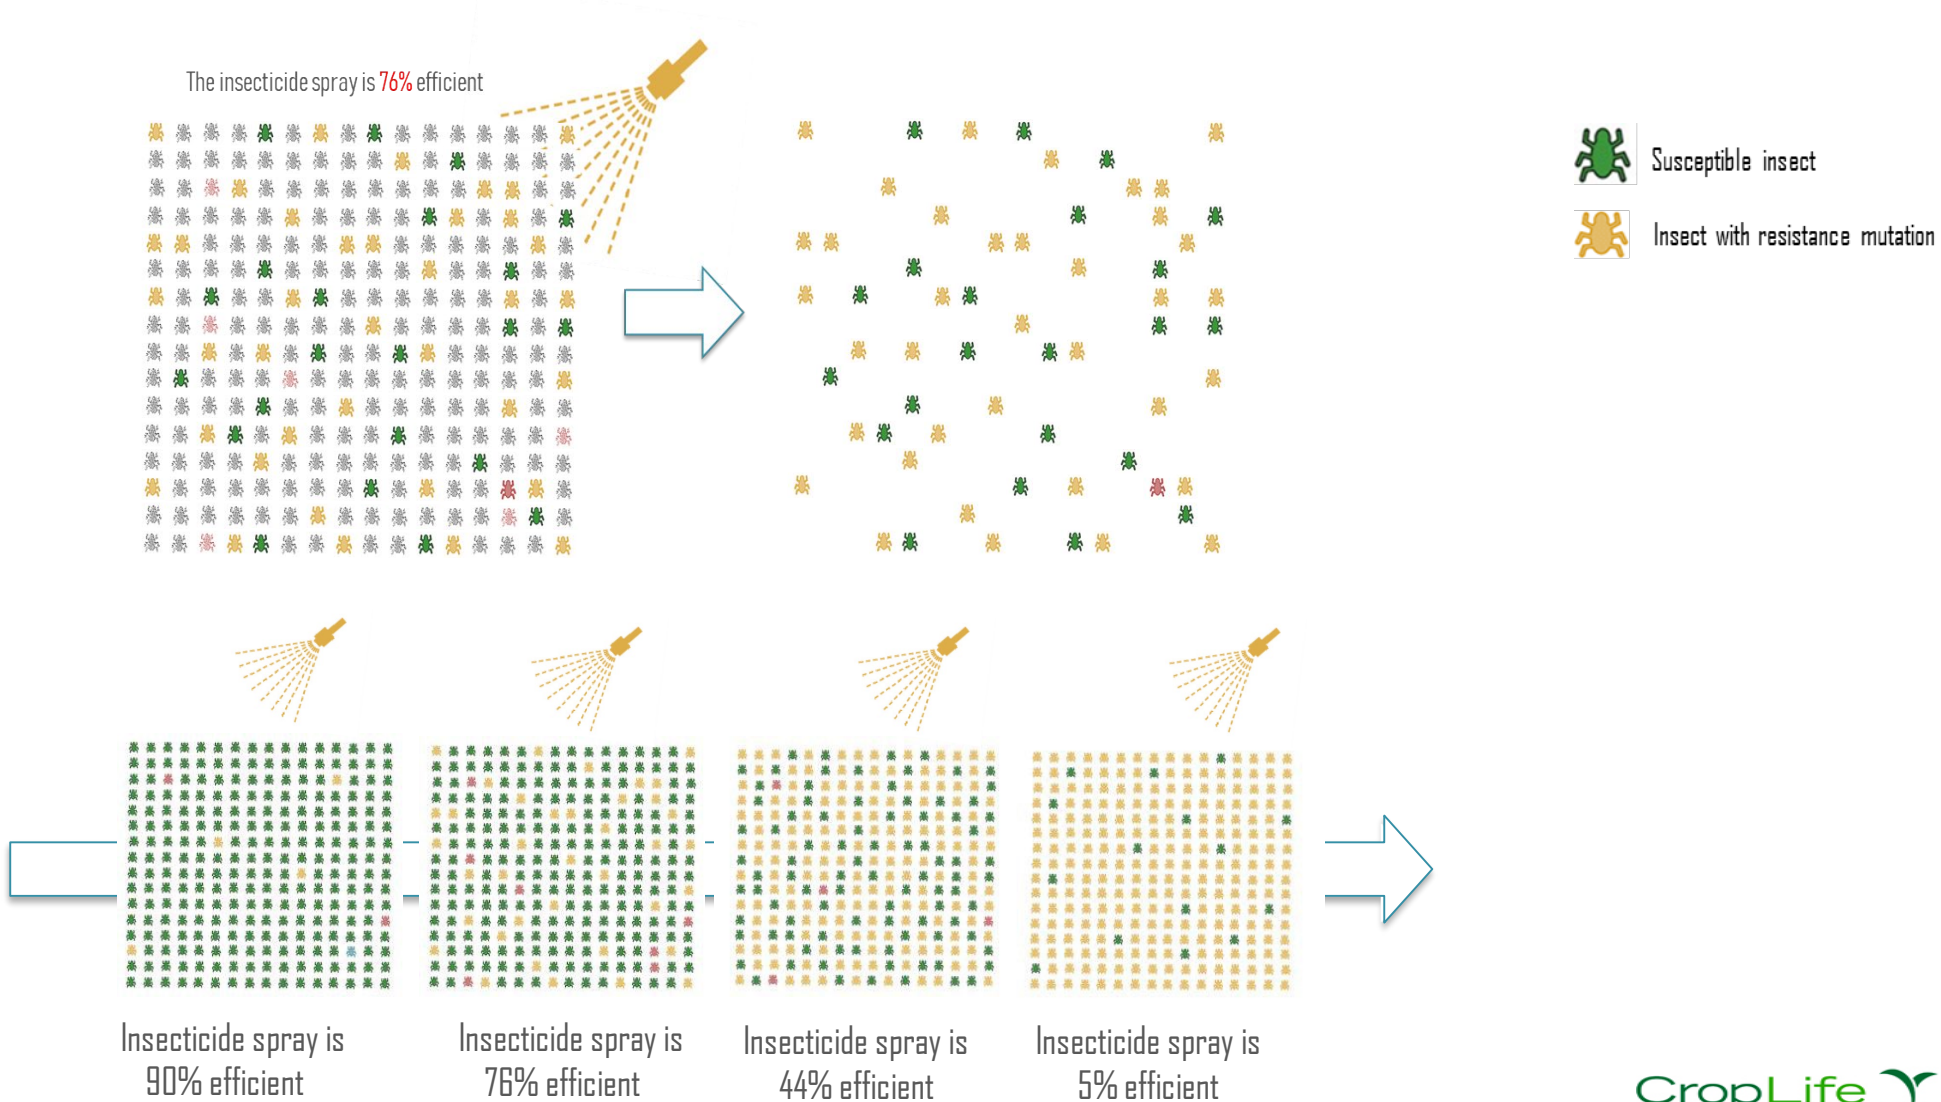 The insecticide spray is 76% efficient
Susceptible insect
Insect with resistance mutation
Insecticide spray is
90% efficient
Insecticide spray is
76% efficient
Insecticide spray is
44% efficient
Insecticide spray is
5% efficient
CropLife